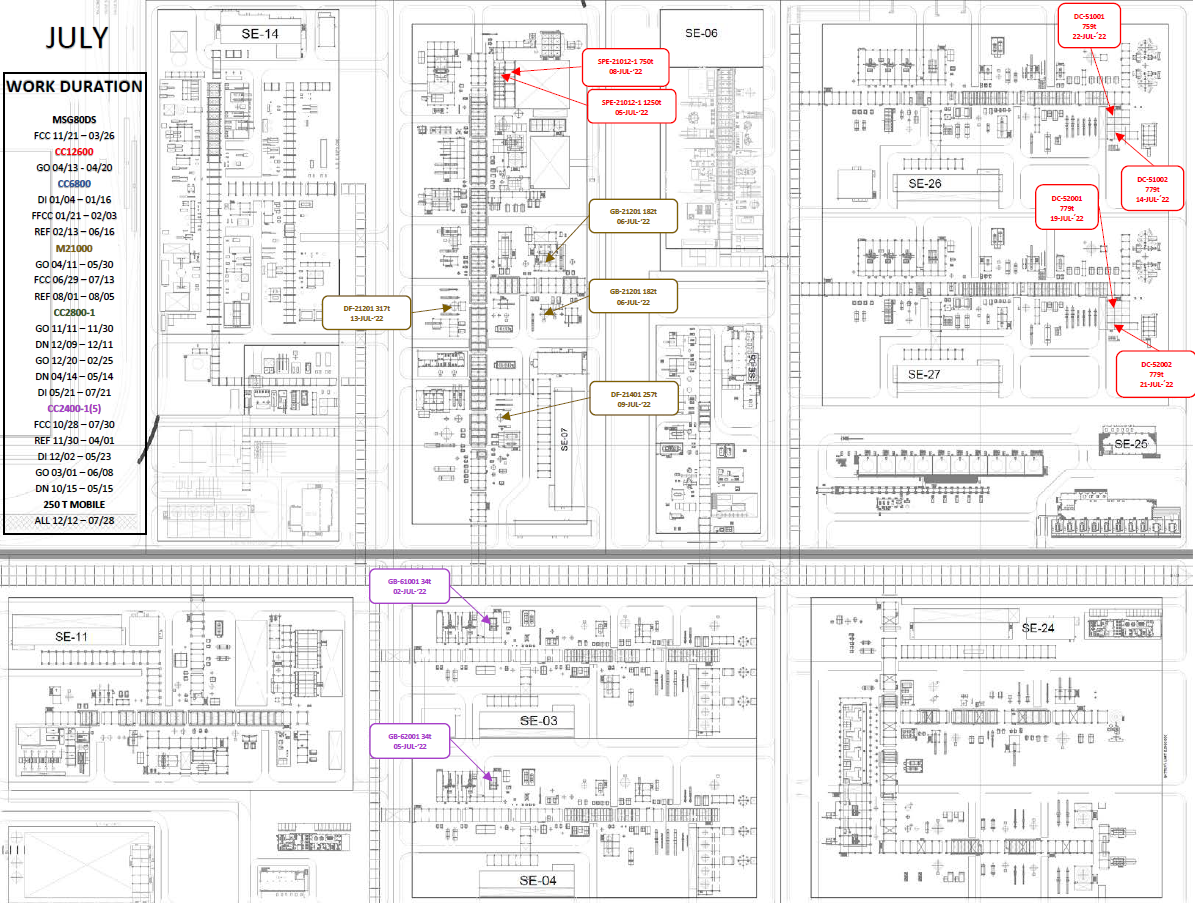 JULY
WORK DURATION
MSG80DS
FCC 11/21 – 03/26
CC12600
GO 04/13 - 04/20
CC6800
DI 01/04 – 01/16
FFCC 01/21 – 02/03
REF 02/13 – 06/16
M21000
GO 04/11 – 05/30
FCC 06/29 – 07/13
REF 08/01 – 08/05
CC2800-1
GO 11/11 – 11/30
DN 12/09 – 12/11
GO 12/20 – 02/25
DN 04/14 – 05/14
DI 05/21 – 07/21
CC2400-1(5)
FCC 10/28 – 07/30
REF 11/30 – 04/01
DI 12/02 – 05/23
GO 03/01 – 06/08
DN 10/15 – 05/15
250 T MOBILE
ALL 12/12 – 07/28
SE-14
SE-06
SPE-21012-1 750t
08-JUL-'22
SPE-21012-1 1250t
05-JUL-'22
DC-51001
759t
22-JUL-'22
DC-51002
779t
14-JUL-'22
SE-26
DC-52001
779t
19-JUL-'22
GB-21201 182t
06-JUL-'22
GB-21201 182t
06-JUL-'22
DF-21201 317t
13-JUL-'22
DF-21401 257t
09-JUL-'22
DC-52002
779t
21-JUL-'22
SE-27
SE-05
SE-07
SE-25
GB-61001 34t
02-JUL-'22
SE-11
SE-24
SE-03
GB-62001 34t
05-JUL-'22
SE-04